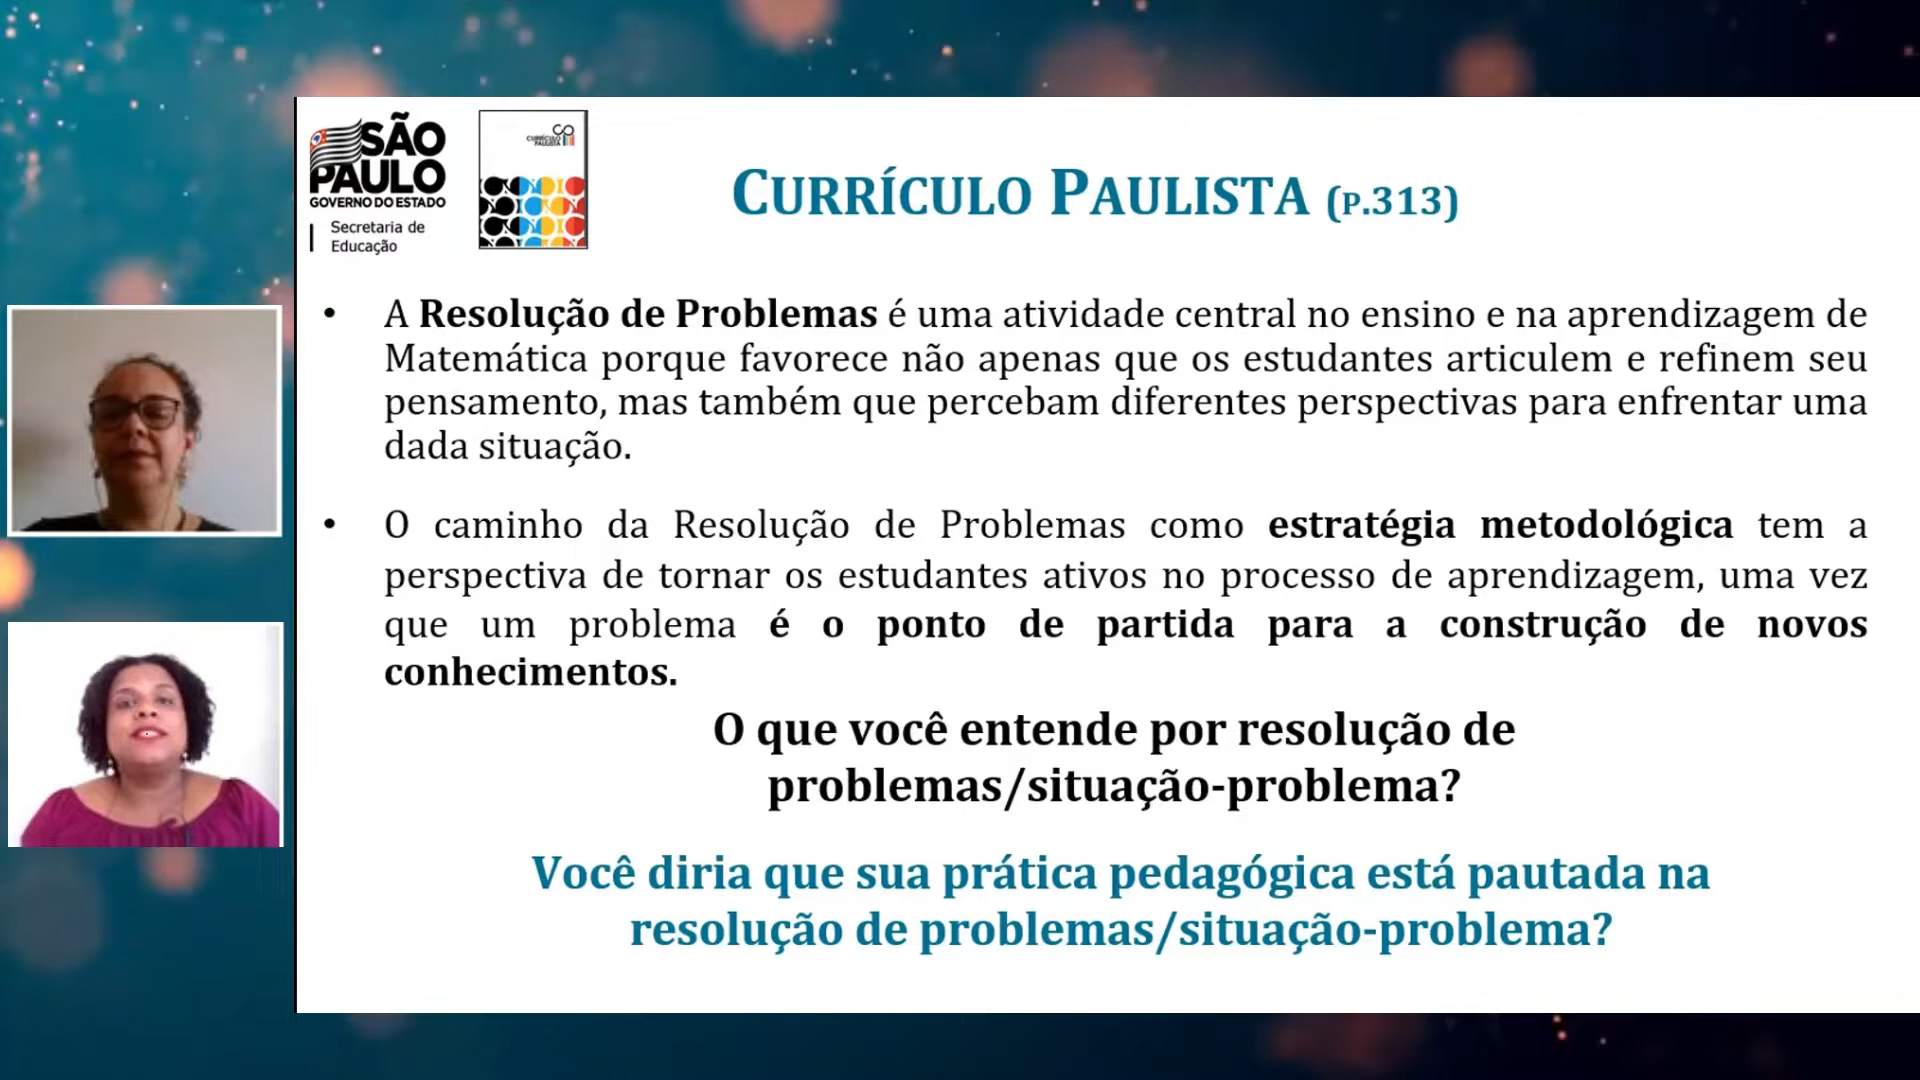 SÃO
PAULO
GOVERNO DO ESTADO
Secretaria de
Educação
CURRÍCULO
PAULISTA
CURRÍCULO PAULISTA (P.313)
• A Resolução de Problemas é uma atividade central no ensino e na aprendizagem de
Matemática porque favorece não apenas que os estudantes articulem e refinem seu
pensamento, mas também que percebam diferentes perspectivas para enfrentar uma
dada situação.
• O caminho da Resolução de Problemas como estratégia metodológica tem a
perspectiva de tornar os estudantes ativos no processo de aprendizagem, uma vez
que um problema é o ponto de partida para a construção de novos
conhecimentos.
O que você entende por resolução de
problemas/situação-problema?
Você diria que sua prática pedagógica está pautada na
resolução de problemas/situação-problema?